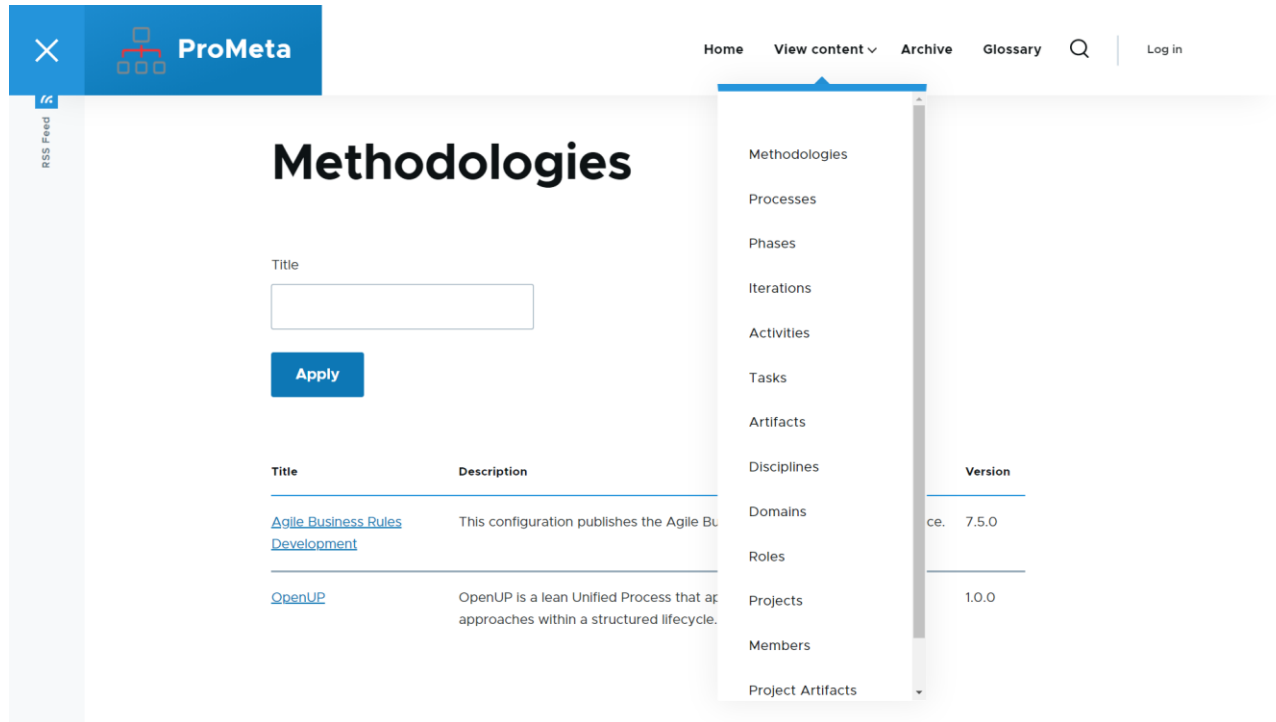 ProMeta
Home View content Archive Glossary Log in
RSS Feed
Methodologies
Title
Apply
Methodologies
Processes
Phases
Iterations
Activities
Tasks
Artifacts
Disciplines
Domains
Roles
Projects
Members
Project Artifacts
Title Description Version
Agile Business Rules
Development
This configuration publishes the Agile Bu
ce. 7.5.0
OpenUP
OpenUP is a lean Unified Process that ap
approaches within a structured lifecycle.
1.0.0